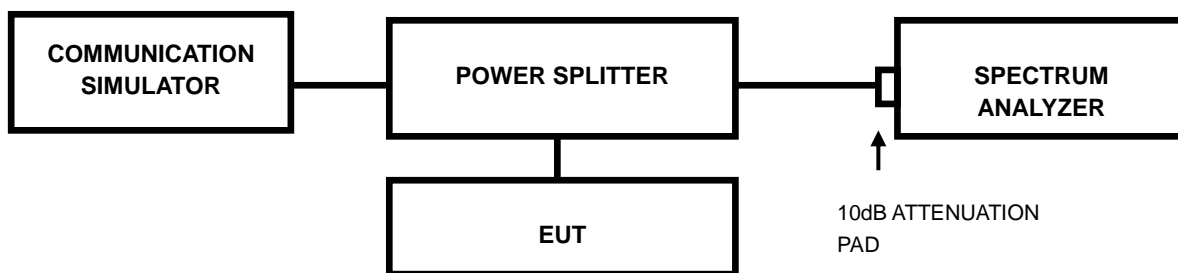 COMMUNICATION
SIMULATOR
POWER SPLITTER
SPECTRUM
ANALYZER
EUT
10dB ATTENUATION
PAD